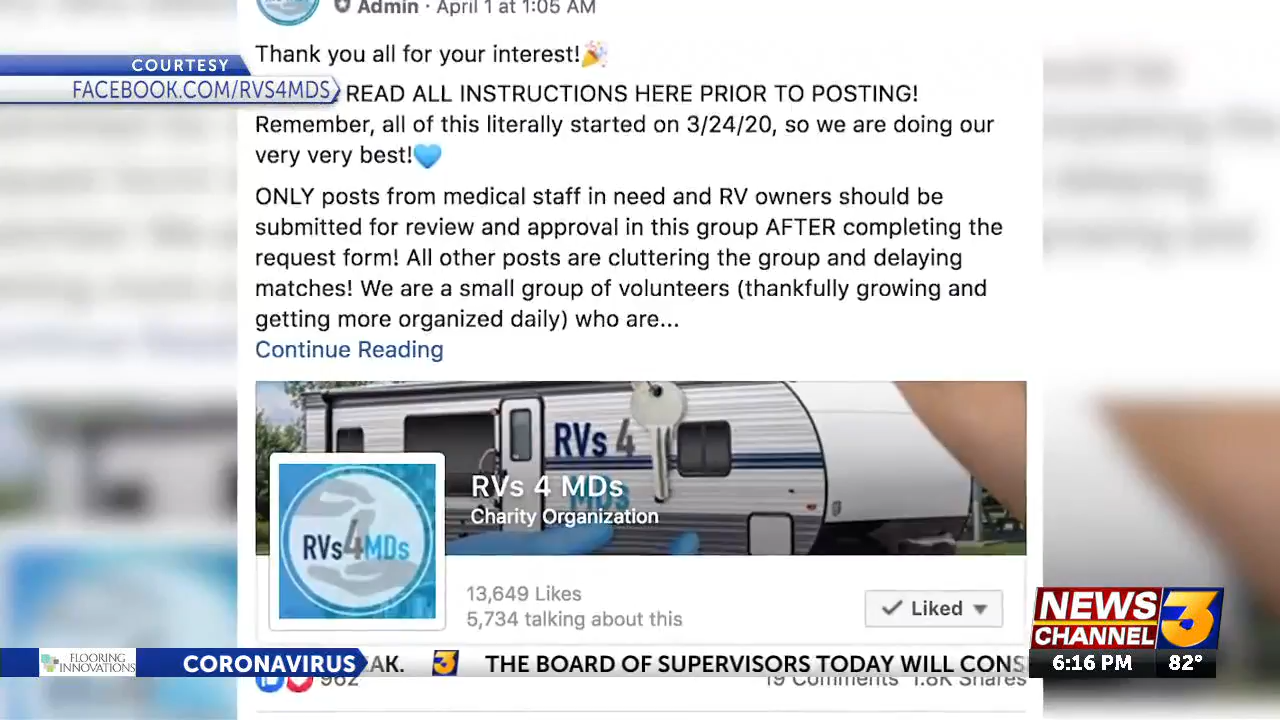 Admin · April 1 at 1:05 AM
Thank you all for your interest!
COURTESY
FACEBOOK.COM/RVS4MDS
READ ALL INSTRUCTIONS HERE PRIOR TO POSTING!
Remember, all of this literally started on 3/24/20, so we are doing our
very very best!
ONLY posts from medical staff in need and RV owners should be
submitted for review and approval in this group AFTER completing the
request form! All other posts are cluttering the group and delaying
matches! We are a small group of volunteers (thankfully growing and
getting more organized daily) who are...
Continue Reading
RVs 4
MDs
RVs 4 MDs
Charity Organization
RVs4MDs
13,649 Likes
5,734 talking about this
Liked
NEWS
CHANNEL 3
FLOORING
INNOVATIONS
CORONAVIRUS
AK.
3
THE BOARD OF SUPERVISORS TODAY WILL CONS
6:16 PM 82°
962
19 Comments 1.8K Shares